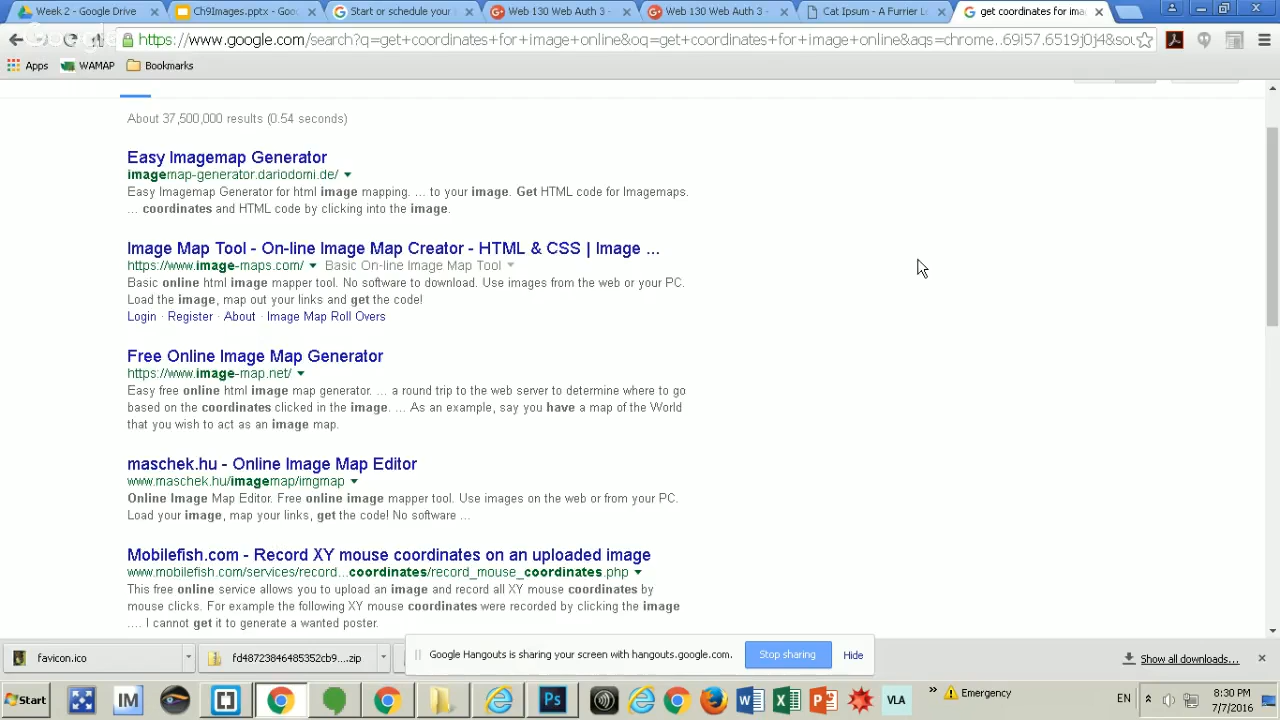 Week 2 - Google Drive
Ch9Images.pptx - Goo
Start or schedule your
Web 130 Web Auth 3 -
Web 130 Web Auth 3 -
Cat Ipsum - A Furrier L
get coordinates for ima
https://www.google.com/search?q=get+coordinates+for+image+online&oq=get+coordinates+for+image+online&aqs=chrome..69i57.6519j0j4&sou
Apps
WAMAP
Bookmarks
About 37,500,000 results (0.54 seconds)
Easy Imagemap Generator
imagemap-generator.dariodomi.de/
Easy Imagemap Generator for html image mapping. ... to your image. Get HTML code for Imagemaps.
... coordinates and HTML code by clicking into the image.
Image Map Tool - On-line Image Map Creator - HTML & CSS | Image ...
https://www.image-maps.com/ Basic On-line Image Map Tool
Basic online html image mapper tool. No software to download. Use images from the web or your PC.
Load the image, map out your links and get the code!
Login · Register · About · Image Map Roll Overs
Free Online Image Map Generator
https://www.image-map.net/
Easy free online html image map generator. ... a round trip to the web server to determine where to go
based on the coordinates clicked in the image. ... As an example, say you have a map of the World
that you wish to act as an image map.
maschek.hu - Online Image Map Editor
www.maschek.hu/imagemap/imgmap
Online Image Map Editor. Free online image mapper tool. Use images on the web or from your PC.
Load your image, map your links, get the code! No software ...
Mobilefish.com - Record XY mouse coordinates on an uploaded image
www.mobilefish.com/services/record...coordinates/record_mouse_coordinates.php
This free online service allows you to upload an image and record all XY mouse coordinates by
mouse clicks. For example the following XY mouse coordinates were recorded by clicking the image
.... I cannot get it to generate a wanted poster.
Google Hangouts is sharing your screen with hangouts.google.com.
Stop sharing
Hide
favicon.ico
fd48723846485352cb9....zip
Show all downloads...
Start
IM
Ps
VLA
Emergency
EN
8:30 PM
7/7/2016